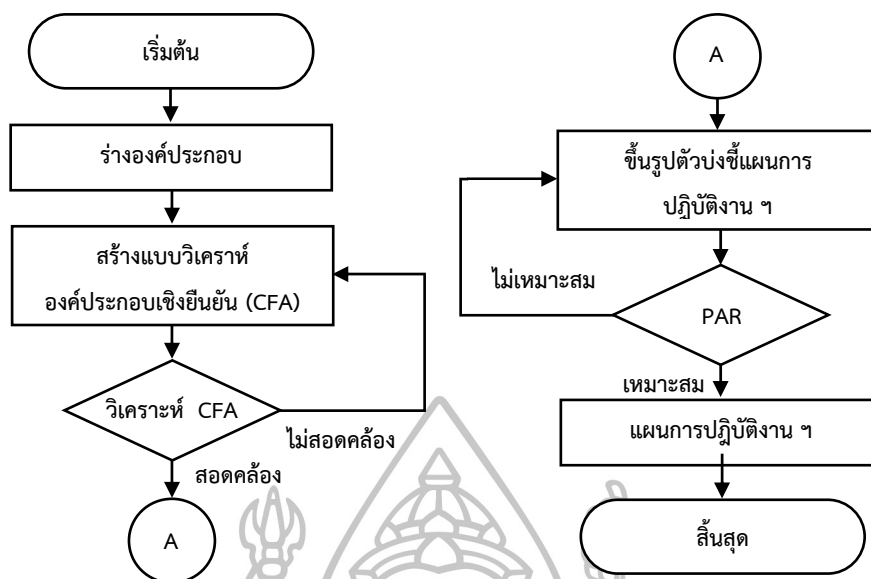 เริ่มต้น
ร่างองค์ประกอบ
สร้างแบบวิเคราห์
องค์ประกอบเชิงยืนยัน (CFA)
วิเคราะห์ CFA
ไม่สอดคล้อง
สอดคล้อง
A
A
ขึ้นรูปตัวบ่งชี้แผนการ
ปฏิบัติงาน ฯ
ไม่เหมาะสม
PAR
เหมาะสม
แผนการปฏิบัติงาน ฯ
สิ้นสุด